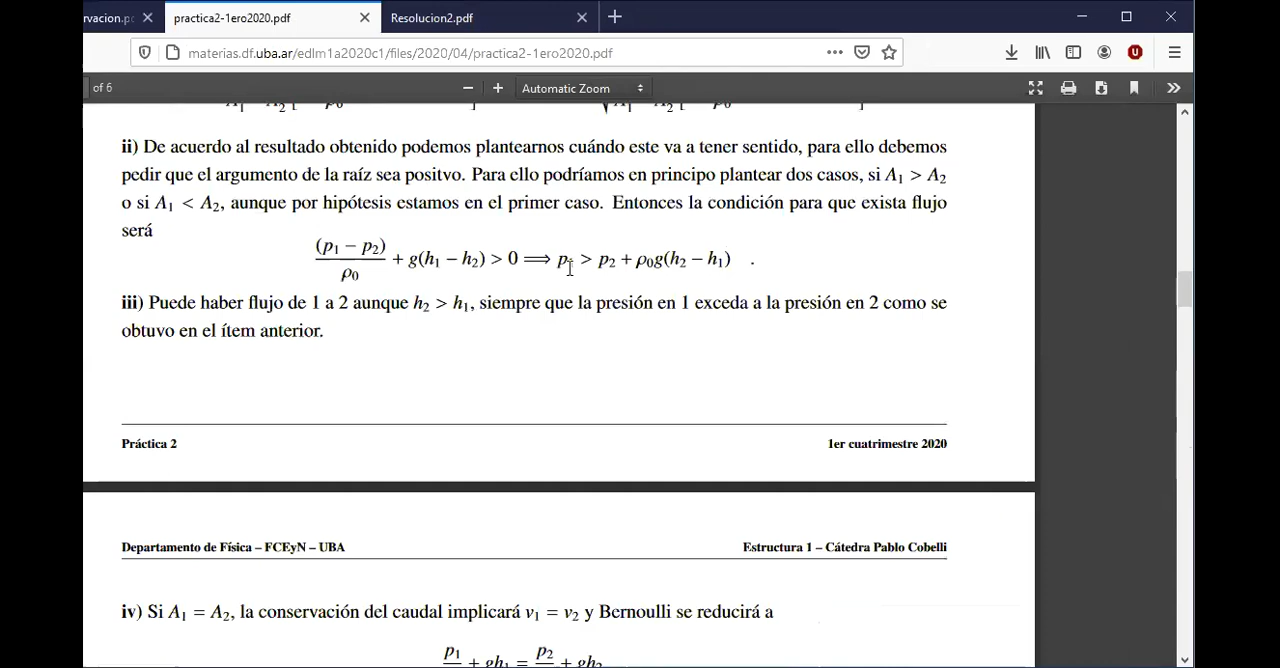 rvacion.pc
practica2-1ero2020.pdf
Resolucion2.pdf
materias.df.uba.ar/edlm1a2020c1/files/2020/04/practica2-1ero2020.pdf
of 6
Automatic Zoom
ii) De acuerdo al resultado obtenido podemos plantearnos cuándo este va a tener sentido, para ello debemos
pedir que el argumento de la raíz sea positvo. Para ello podríamos en principo plantear dos casos, si A₁ > A₂
o si A₁ < A₂, aunque por hipótesis estamos en el primer caso. Entonces la condición para que exista flujo
será
(p₁ − p₂)/ρ₀ + g(h₁ − h₂) > 0 ⟹ p₁ > p₂ + ρ₀g(h₂ − h₁) .
iii) Puede haber flujo de 1 a 2 aunque h₂ > h₁, siempre que la presión en 1 exceda a la presión en 2 como se
obtuvo en el ítem anterior.
Práctica 2
1er cuatrimestre 2020
Departamento de Física – FCEyN – UBA
Estructura 1 – Cátedra Pablo Cobelli
iv) Si A₁ = A₂, la conservación del caudal implicará v₁ = v₂ y Bernoulli se reducirá a